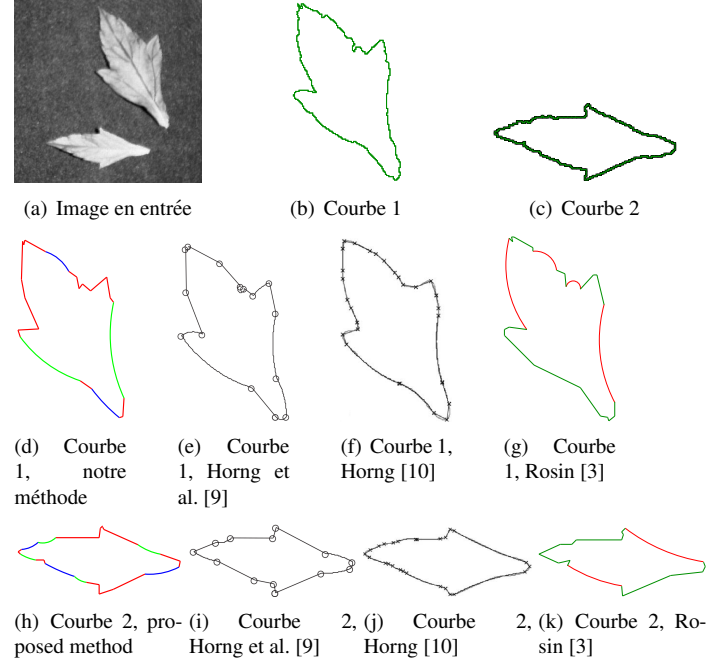 (a) Image en entrée
(b) Courbe 1
(c) Courbe 2
(d) Courbe
1, notre
méthode
(e) Courbe
1, Horng et
al. [9]
(f) Courbe 1,
Horng [10]
(g) Courbe
1, Rosin [3]
(h) Courbe 2, pro-
posed method
(i) Courbe 2,
Horng et al. [9]
(j) Courbe 2,
Horng [10]
(k) Courbe 2, Ro-
sin [3]